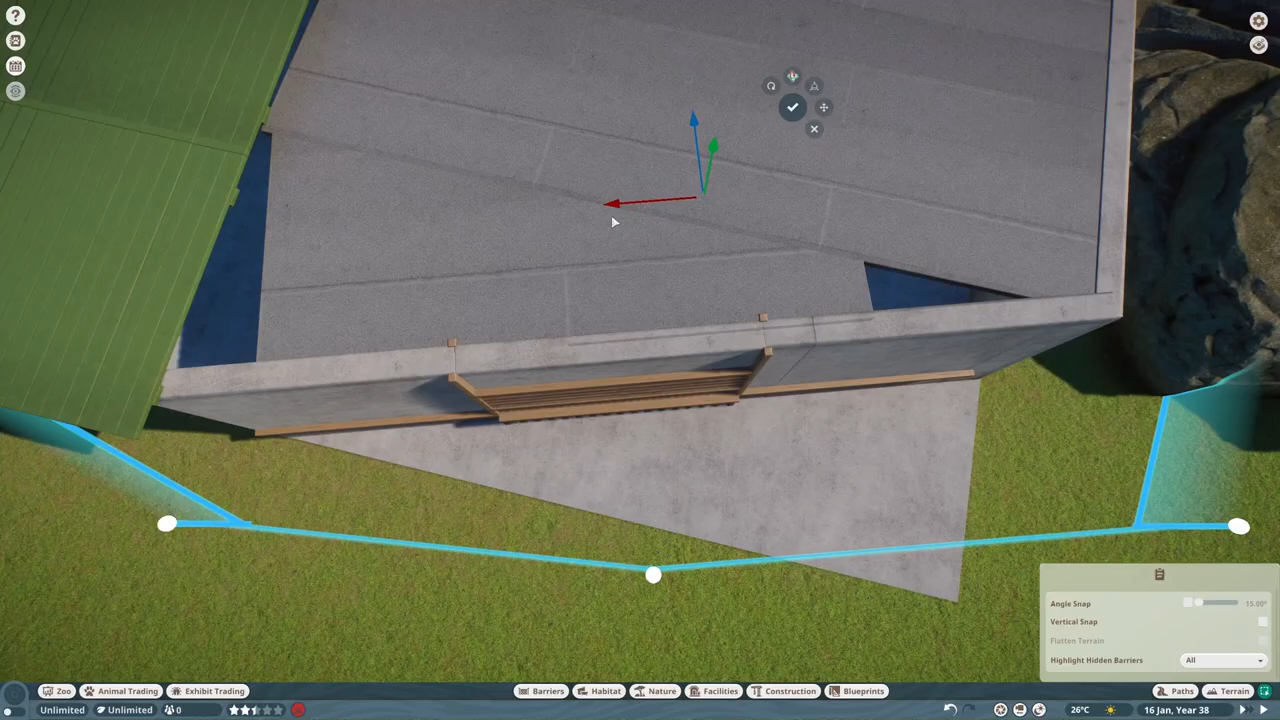 ?
Angle Snap 15.00°
Vertical Snap
Flatten Terrain
Highlight Hidden Barriers All
Zoo Animal Trading Exhibit Trading Barriers Habitat Nature Facilities Construction Blueprints Paths Terrain
Unlimited Unlimited 0 26°C 16 Jan, Year 38